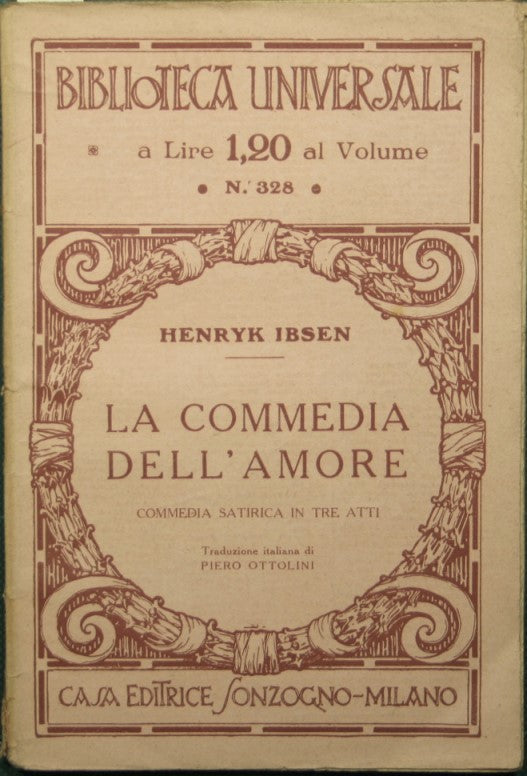 BIBLIOTECA UNIVERSALE
a Lire 1,20 al Volume
N.° 328
HENRYK IBSEN
LA COMMEDIA
DELL'AMORE
COMMEDIA SATIRICA IN TRE ATTI
Traduzione italiana di
PIERO OTTOLINI
CASA EDITRICE SONZOGNO-MILANO